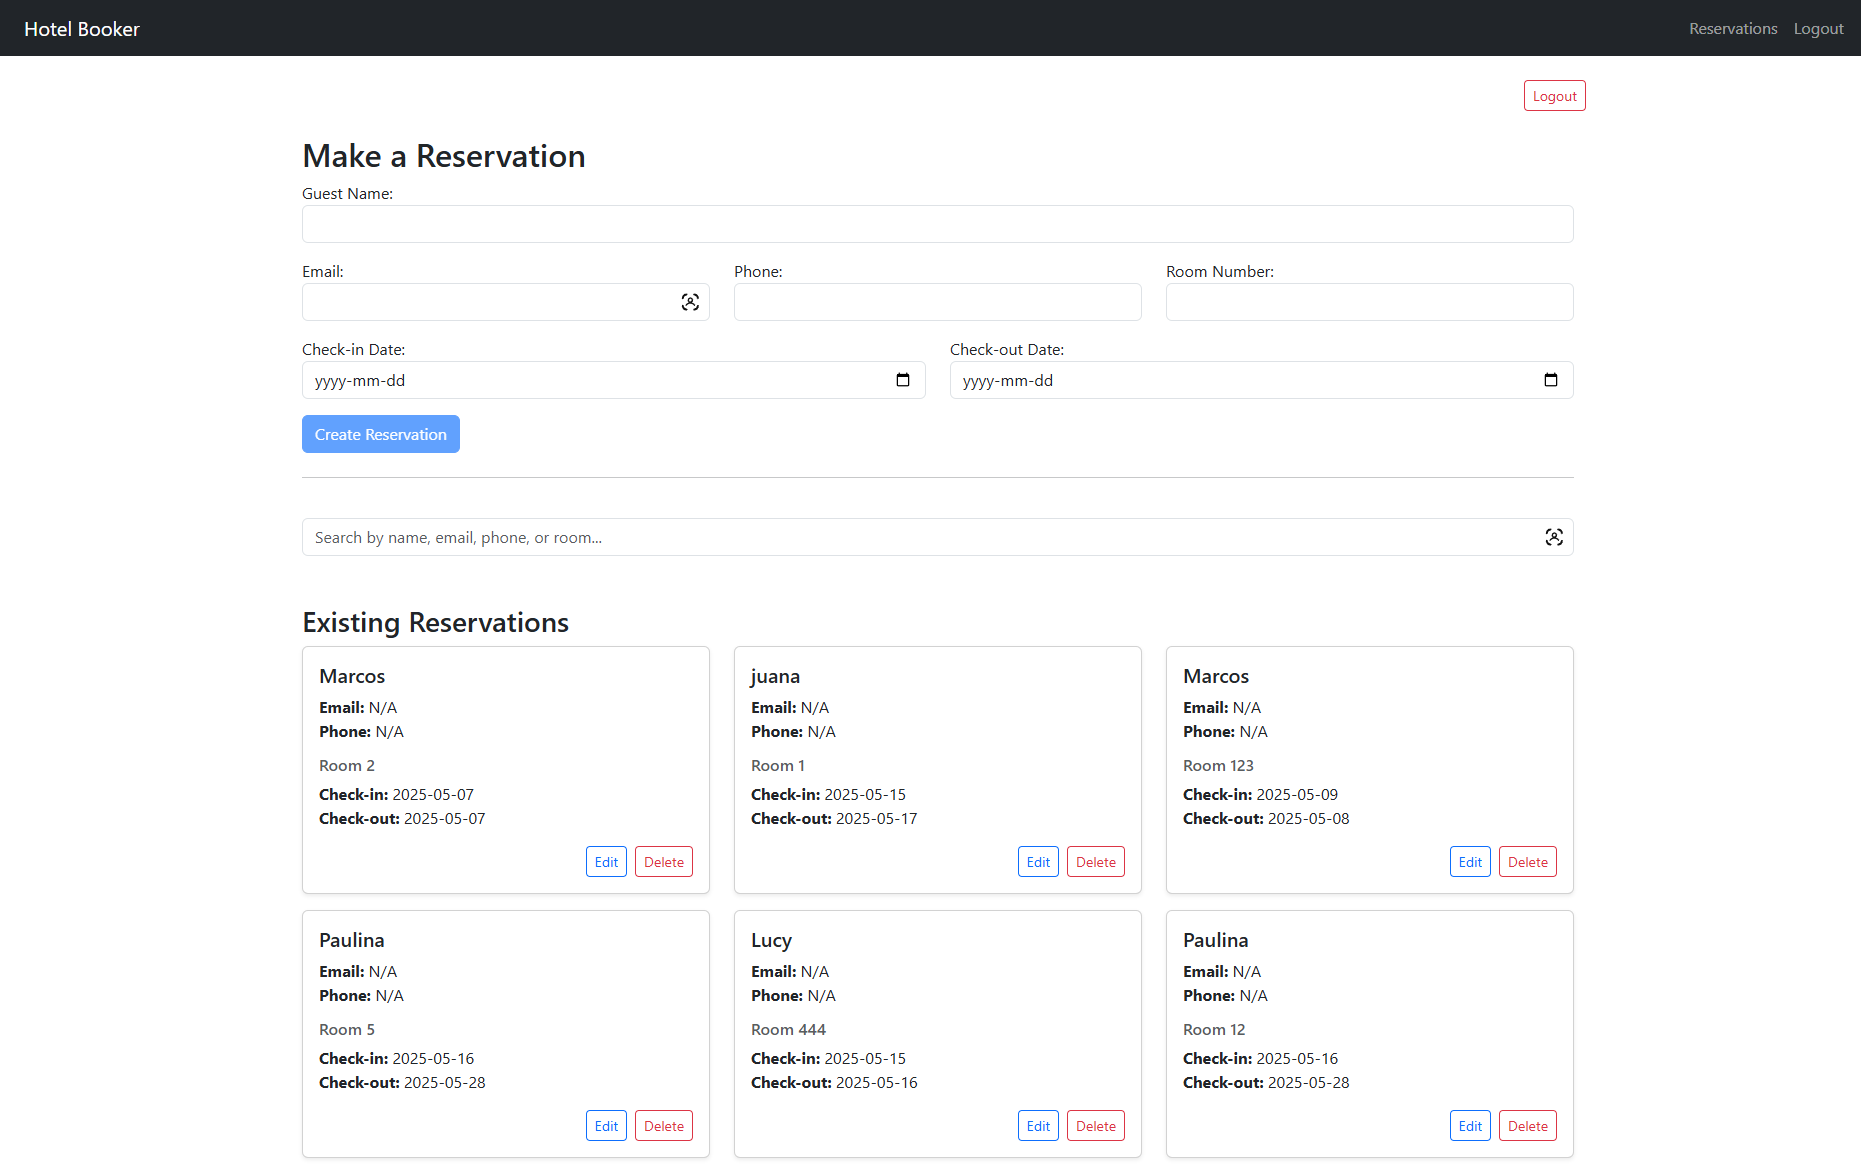 Hotel Booker
Reservations Logout
Logout
Make a Reservation
Guest Name:
Email: Phone: Room Number:
Check-in Date: Check-out Date:
yyyy-mm-dd yyyy-mm-dd
Create Reservation
Search by name, email, phone, or room...
Existing Reservations
Marcos
Email: N/A
Phone: N/A
Room 2
Check-in: 2025-05-07
Check-out: 2025-05-07
Edit Delete
juana
Email: N/A
Phone: N/A
Room 1
Check-in: 2025-05-15
Check-out: 2025-05-17
Edit Delete
Marcos
Email: N/A
Phone: N/A
Room 123
Check-in: 2025-05-09
Check-out: 2025-05-08
Edit Delete
Paulina
Email: N/A
Phone: N/A
Room 5
Check-in: 2025-05-16
Check-out: 2025-05-28
Edit Delete
Lucy
Email: N/A
Phone: N/A
Room 444
Check-in: 2025-05-15
Check-out: 2025-05-16
Edit Delete
Paulina
Email: N/A
Phone: N/A
Room 12
Check-in: 2025-05-16
Check-out: 2025-05-28
Edit Delete